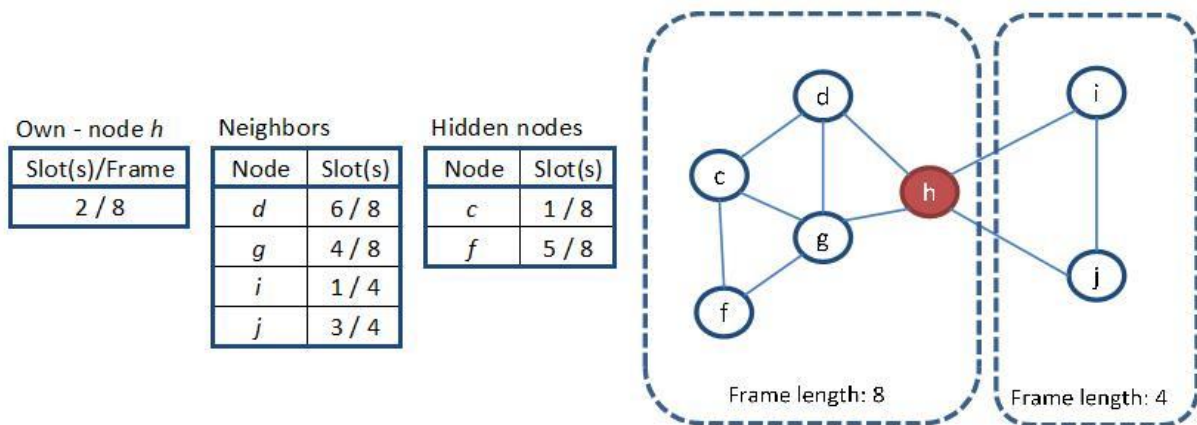 Own - node h
Slot(s)/Frame
2 / 8
Neighbors
Node Slot(s)
d 6 / 8
g 4 / 8
i 1 / 4
j 3 / 4
Hidden nodes
Node Slot(s)
c 1 / 8
f 5 / 8
d
c
g
f
h
Frame length: 8
i
j
Frame length: 4